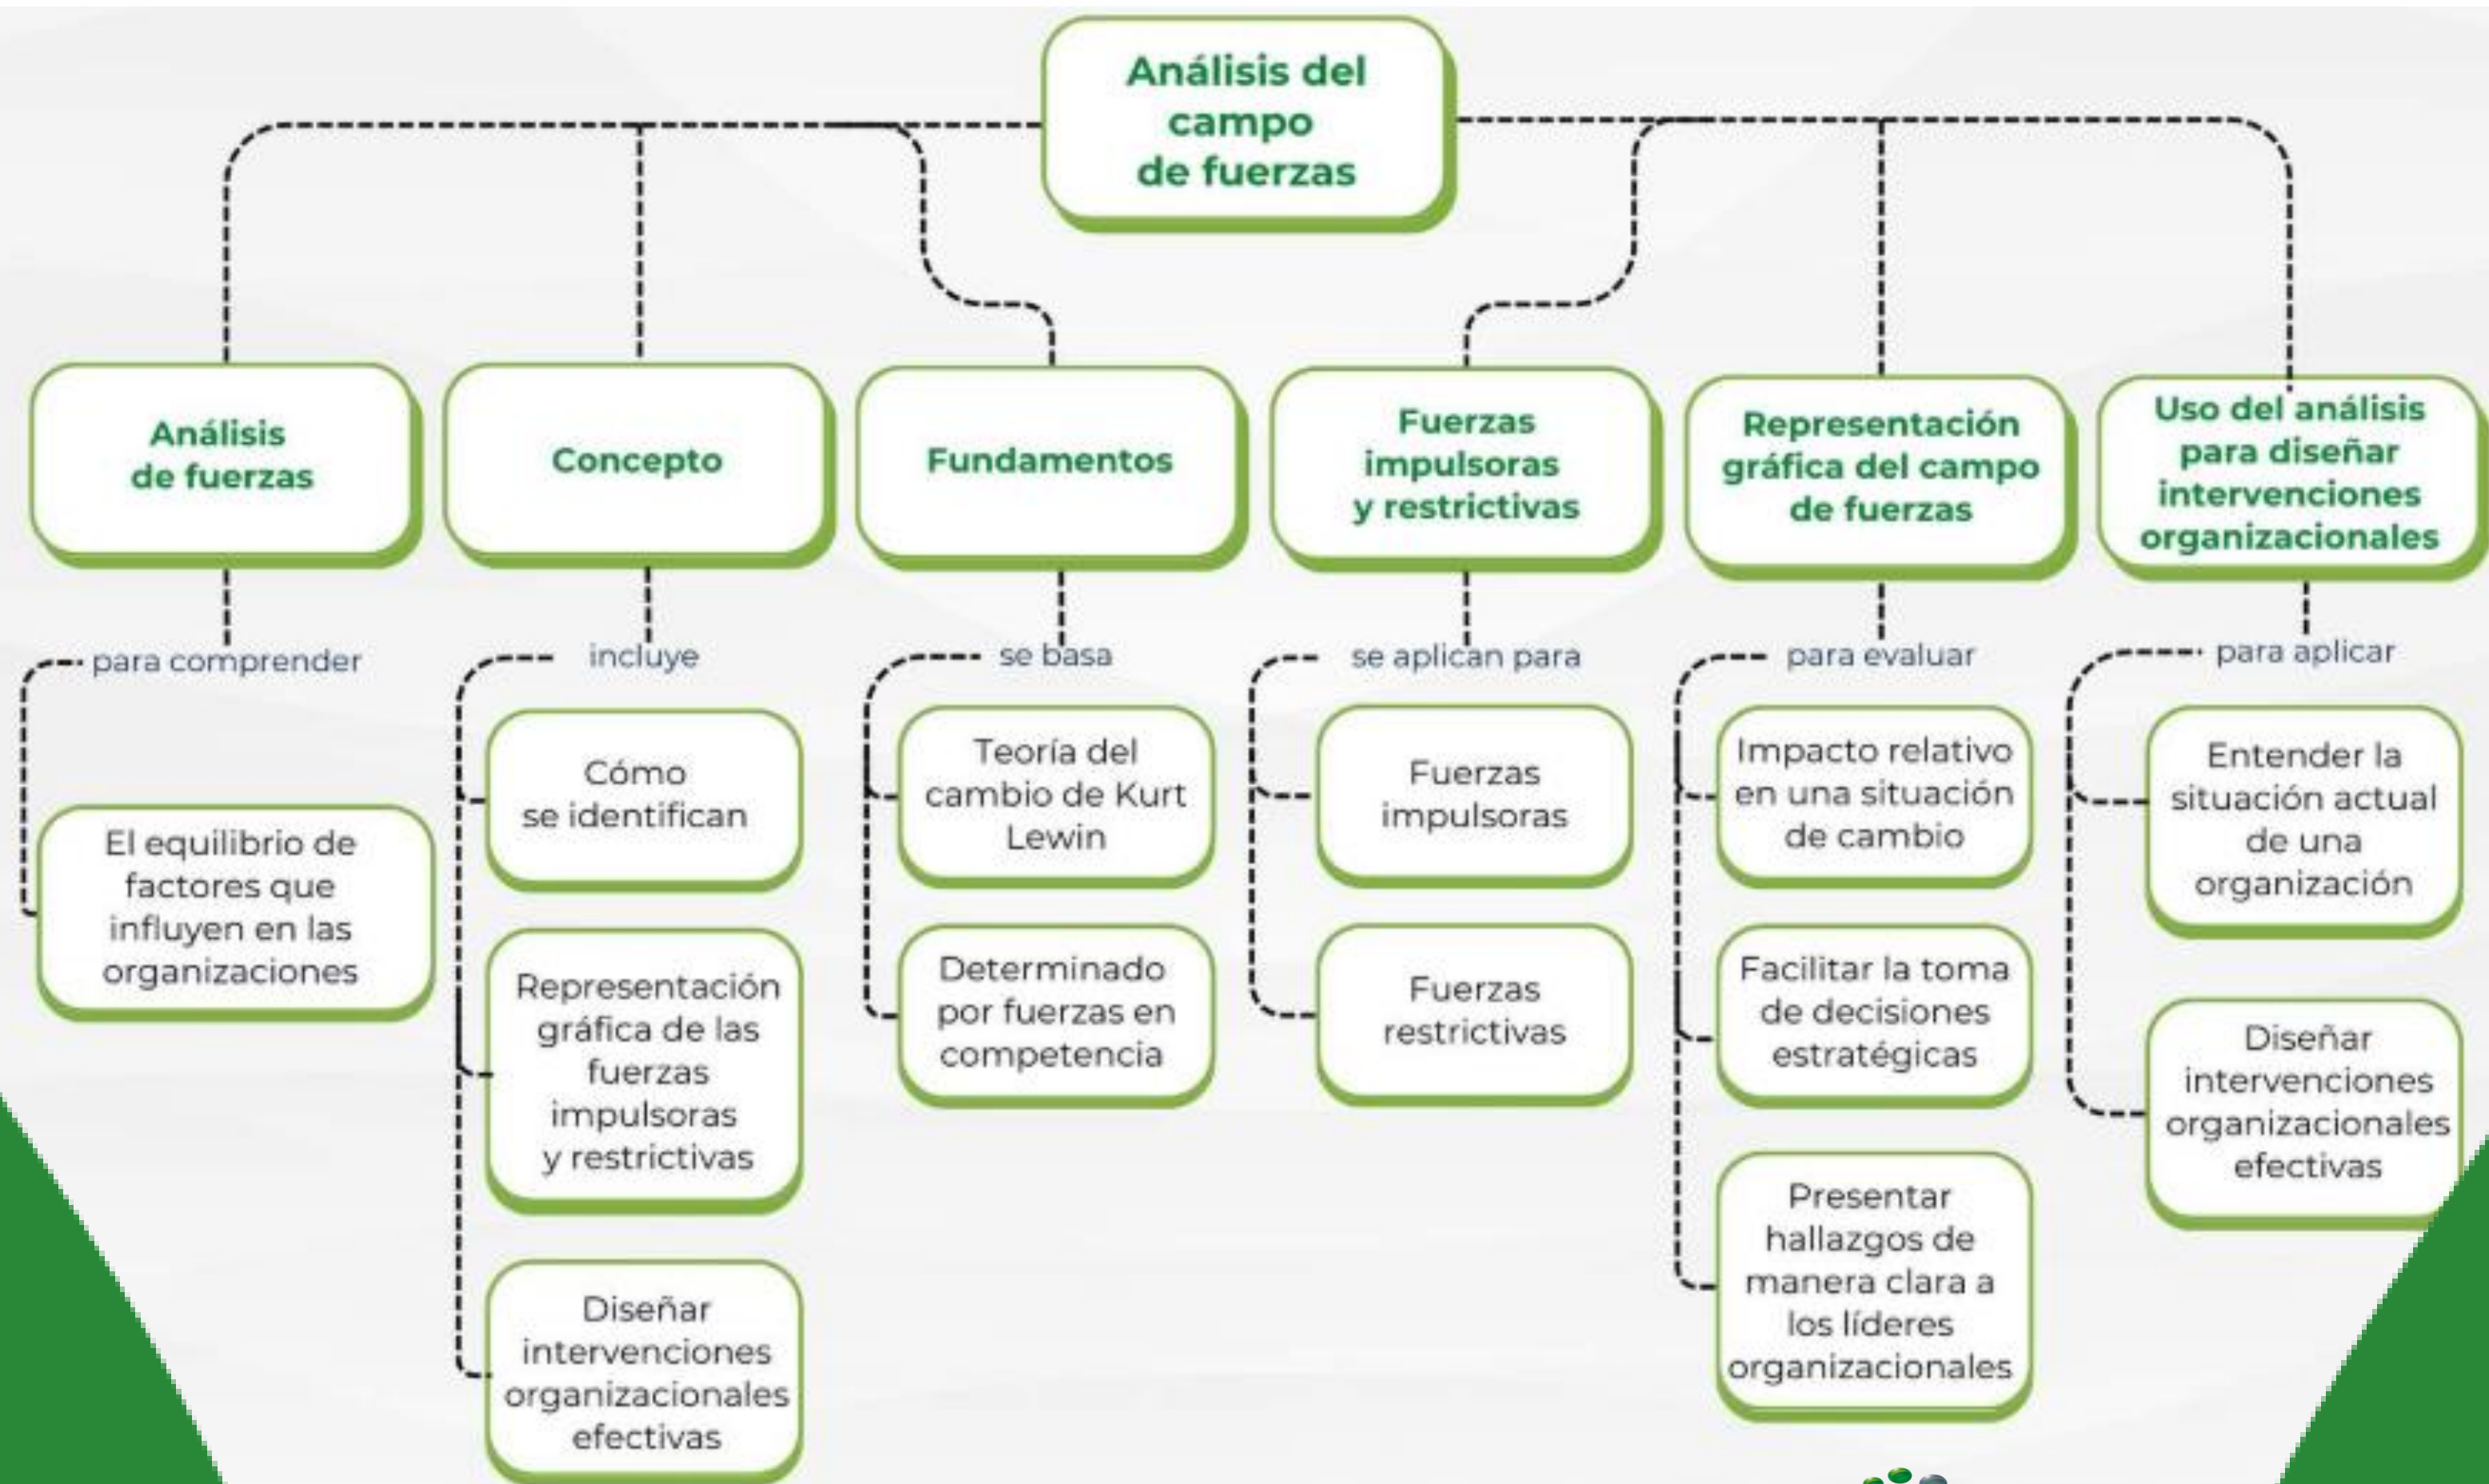 Análisis del
campo
de fuerzas
Análisis
de fuerzas
para comprender
El equilibrio de
factores que
influyen en las
organizaciones
Concepto
incluye
Cómo
se identifican
Representación
gráfica de las
fuerzas
impulsoras
y restrictivas
Diseñar
intervenciones
organizacionales
efectivas
Fundamentos
se basa
Teoría del
cambio de Kurt
Lewin
Determinado
por fuerzas en
competencia
Fuerzas
impulsoras
y restrictivas
se aplican para
Fuerzas
impulsoras
Fuerzas
restrictivas
Representación
gráfica del campo
de fuerzas
para evaluar
Impacto relativo
en una situación
de cambio
Facilitar la toma
de decisiones
estratégicas
Presentar
hallazgos de
manera clara a
los líderes
organizacionales
Uso del análisis
para diseñar
intervenciones
organizacionales
para aplicar
Entender la
situación actual
de una
organización
Diseñar
intervenciones
organizacionales
efectivas